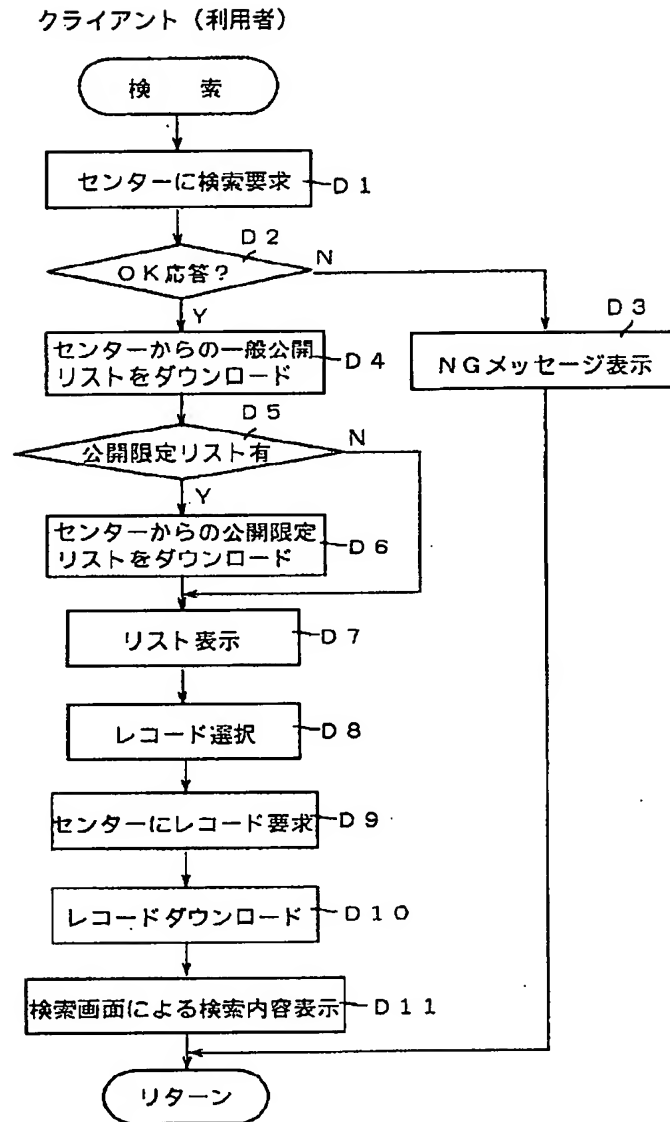 クライアント（利用者）
検　　索
センターに検索要求
D1
D2
OK応答？
N
Y
D3
NGメッセージ表示
センターからの一般公開
リストをダウンロード
D4
D5
公開限定リスト有
N
Y
センターからの公開限定
リストをダウンロード
D6
リスト表示
D7
レコード選択
D8
センターにレコード要求
D9
レコードダウンロード
D10
検索画面による検索内容表示
D11
リターン